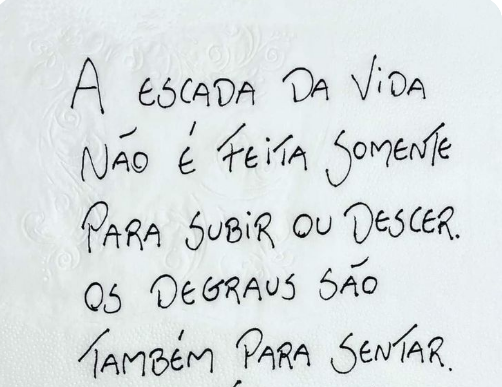 A ESCADA DA ViDA
NÃO É FEiTA SOMENTE
PARA SUBiR OU DESCER.
OS DEGRAUS SÃO
TAMBÉM PARA SENTAR.